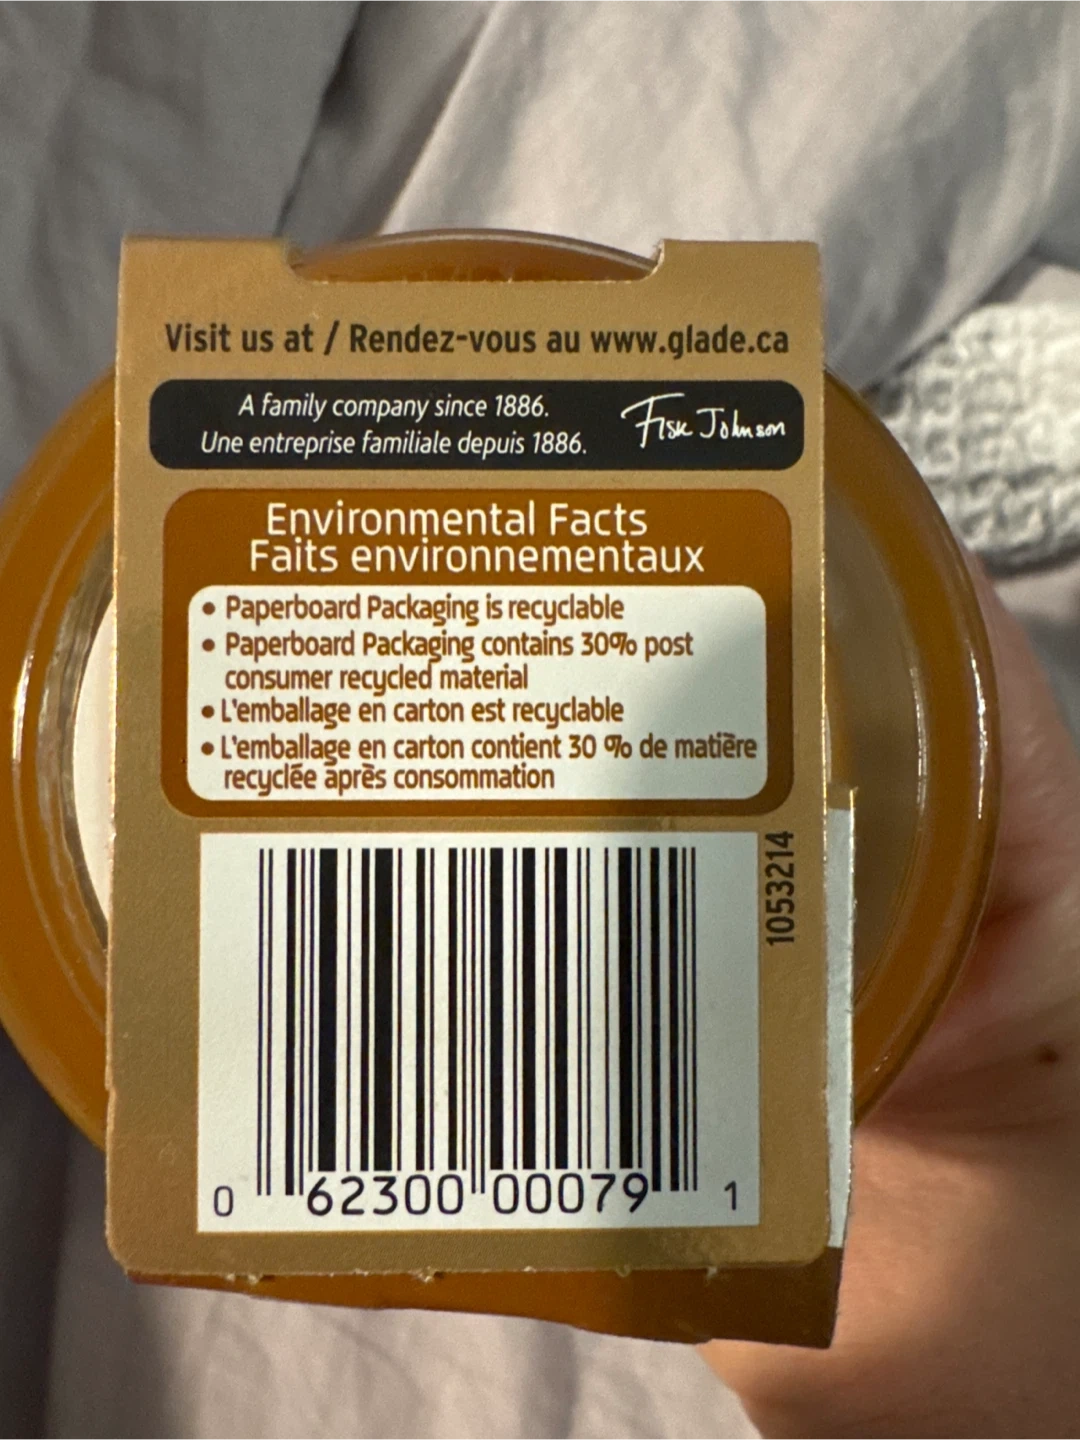 Visit us at / Rendez-vous au www.glade.ca
A family company since 1886.
Une entreprise familiale depuis 1886.
Fisk Johnson
Environmental Facts
Faits environnementaux
• Paperboard Packaging is recyclable
• Paperboard Packaging contains 30% post
consumer recycled material
• L'emballage en carton est recyclable
• L'emballage en carton contient 30 % de matière
recyclée après consommation
1053214
0 62300 00079 1